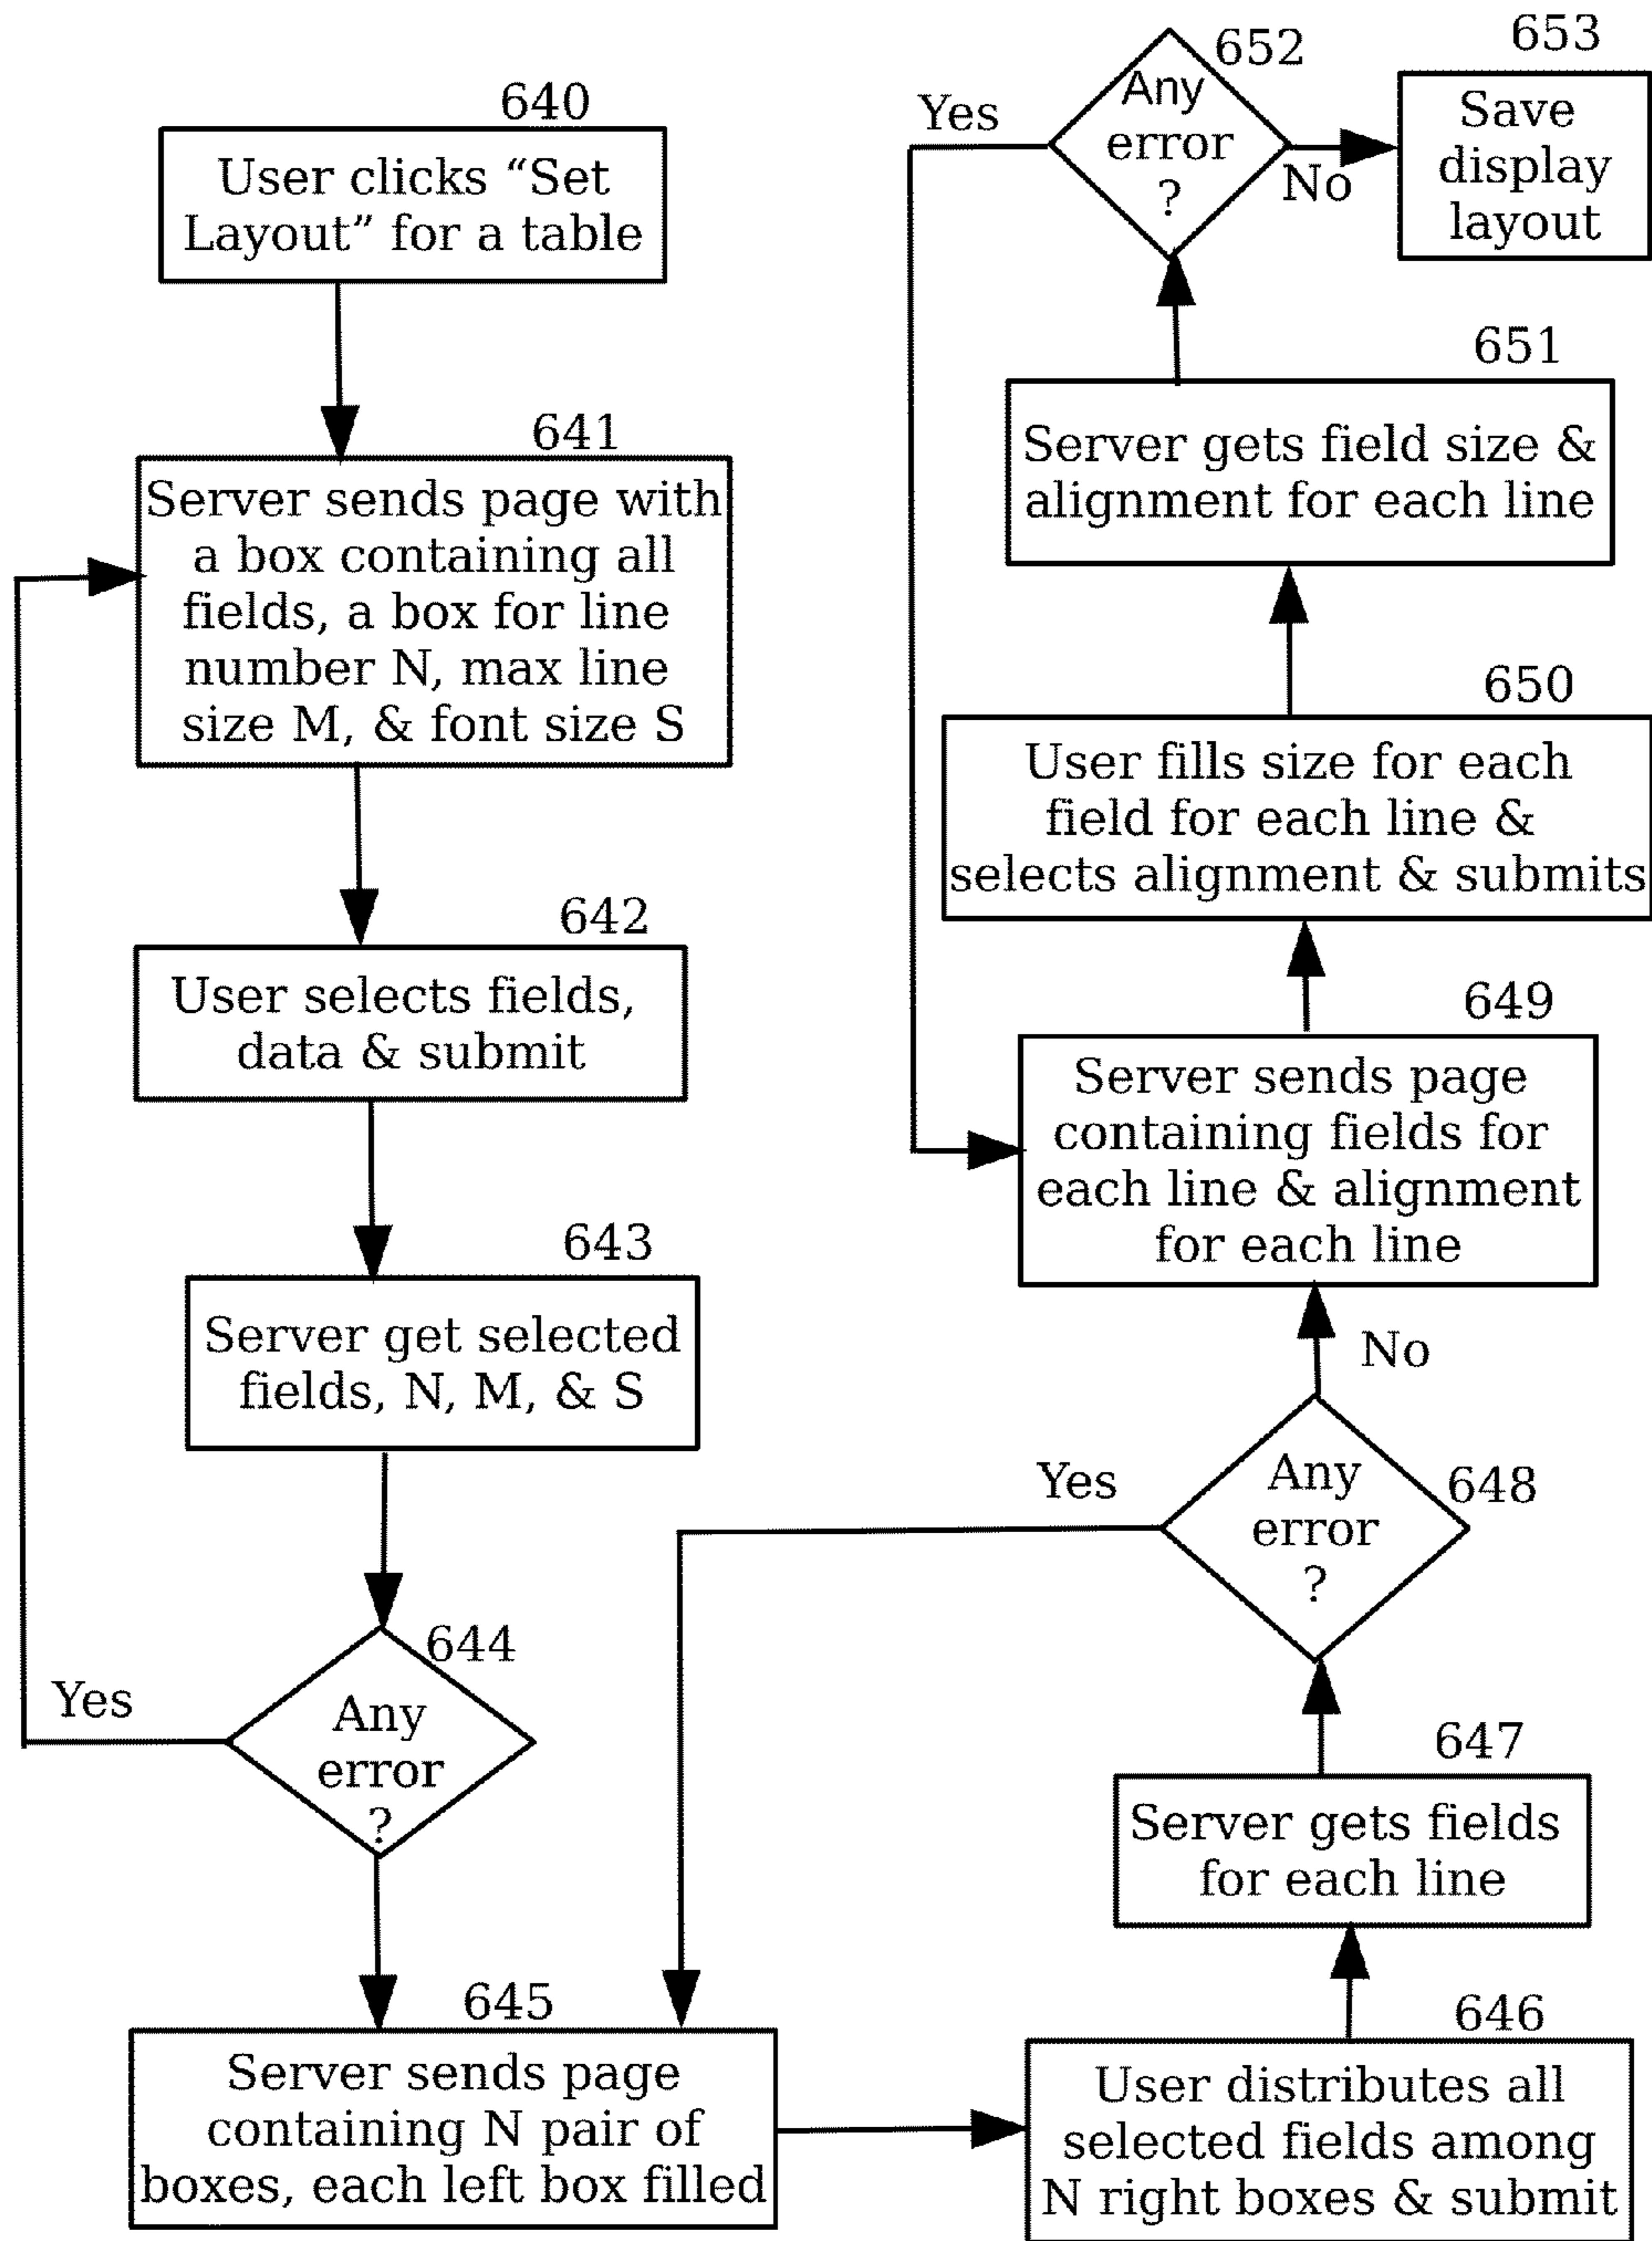 640
User clicks “Set
Layout” for a table
641
Server sends page with
a box containing all
fields, a box for line
number N, max line
size M, & font size S
642
User selects fields,
data & submit
643
Server get selected
fields, N, M, & S
644
Yes
Any
error
?
645
Server sends page
containing N pair of
boxes, each left box filled
646
User distributes all
selected fields among
N right boxes & submit
647
Server gets fields
for each line
648
Yes
Any
error
?
No
649
Server sends page
containing fields for
each line & alignment
for each line
650
User fills size for each
field for each line &
selects alignment & submits
651
Server gets field size &
alignment for each line
652
Yes
Any
error
?
No
653
Save
display
layout